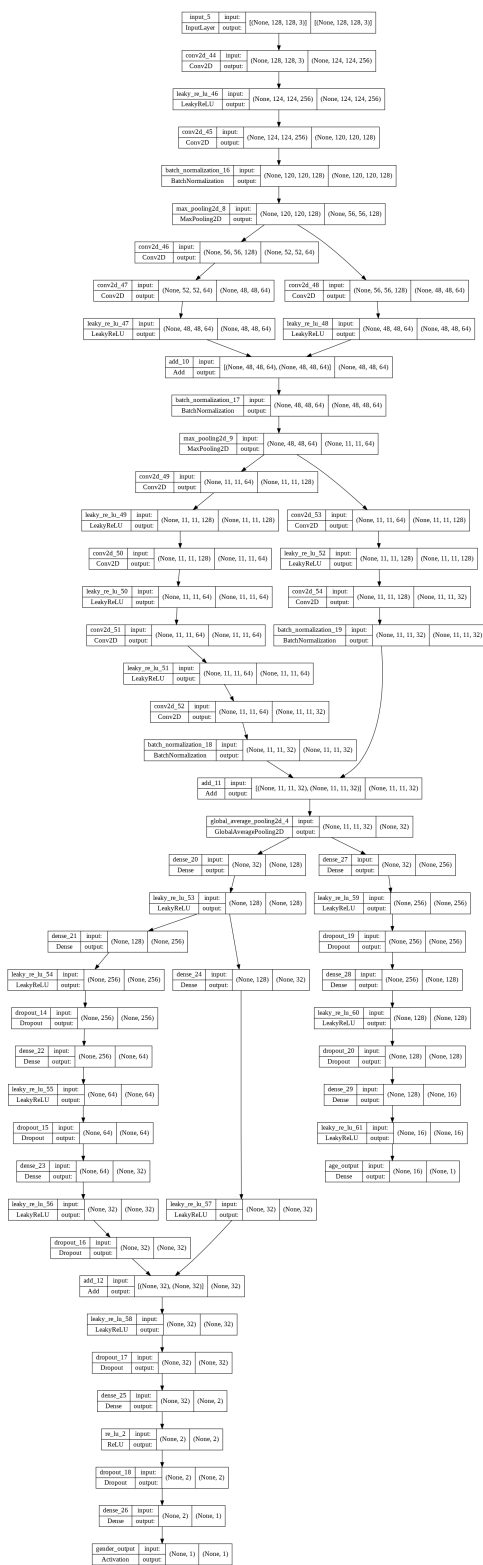 input_5 input: [(None, 128, 128, 3)] [(None, 128, 128, 3)]
InputLayer output:
conv2d_44 input: (None, 128, 128, 3) (None, 124, 124, 256)
Conv2D output:
leaky_re_lu_46 input: (None, 124, 124, 256) (None, 124, 124, 256)
LeakyReLU output:
conv2d_45 input: (None, 124, 124, 256) (None, 120, 120, 128)
Conv2D output:
batch_normalization_16 input: (None, 120, 120, 128) (None, 120, 120, 128)
BatchNormalization output:
max_pooling2d_8 input: (None, 120, 120, 128) (None, 56, 56, 128)
MaxPooling2D output:
conv2d_46 input: (None, 56, 56, 128) (None, 52, 52, 64)
Conv2D output:
conv2d_47 input: (None, 52, 52, 64) (None, 48, 48, 64)
Conv2D output:
conv2d_48 input: (None, 56, 56, 128) (None, 48, 48, 64)
Conv2D output:
leaky_re_lu_47 input: (None, 48, 48, 64) (None, 48, 48, 64)
LeakyReLU output:
leaky_re_lu_48 input: (None, 48, 48, 64) (None, 48, 48, 64)
LeakyReLU output:
add_10 input: [(None, 48, 48, 64), (None, 48, 48, 64)] (None, 48, 48, 64)
Add output:
batch_normalization_17 input: (None, 48, 48, 64) (None, 48, 48, 64)
BatchNormalization output:
max_pooling2d_9 input: (None, 48, 48, 64) (None, 11, 11, 64)
MaxPooling2D output:
conv2d_49 input: (None, 11, 11, 64) (None, 11, 11, 128)
Conv2D output:
leaky_re_lu_49 input: (None, 11, 11, 128) (None, 11, 11, 128)
LeakyReLU output:
conv2d_53 input: (None, 11, 11, 64) (None, 11, 11, 128)
Conv2D output:
conv2d_50 input: (None, 11, 11, 128) (None, 11, 11, 64)
Conv2D output:
leaky_re_lu_52 input: (None, 11, 11, 128) (None, 11, 11, 128)
LeakyReLU output:
leaky_re_lu_50 input: (None, 11, 11, 64) (None, 11, 11, 64)
LeakyReLU output:
conv2d_54 input: (None, 11, 11, 128) (None, 11, 11, 32)
Conv2D output:
conv2d_51 input: (None, 11, 11, 64) (None, 11, 11, 64)
Conv2D output:
batch_normalization_19 input: (None, 11, 11, 32) (None, 11, 11, 32)
BatchNormalization output:
leaky_re_lu_51 input: (None, 11, 11, 64) (None, 11, 11, 64)
LeakyReLU output:
conv2d_52 input: (None, 11, 11, 64) (None, 11, 11, 32)
Conv2D output:
batch_normalization_18 input: (None, 11, 11, 32) (None, 11, 11, 32)
BatchNormalization output:
add_11 input: [(None, 11, 11, 32), (None, 11, 11, 32)] (None, 11, 11, 32)
Add output:
global_average_pooling2d_4 input: (None, 11, 11, 32) (None, 32)
GlobalAveragePooling2D output:
dense_20 input: (None, 32) (None, 128)
Dense output:
dense_27 input: (None, 32) (None, 256)
Dense output:
leaky_re_lu_53 input: (None, 128) (None, 128)
LeakyReLU output:
leaky_re_lu_59 input: (None, 256) (None, 256)
LeakyReLU output:
dense_21 input: (None, 128) (None, 256)
Dense output:
dropout_19 input: (None, 256) (None, 256)
Dropout output:
leaky_re_lu_54 input: (None, 256) (None, 256)
LeakyReLU output:
dense_24 input: (None, 128) (None, 32)
Dense output:
dense_28 input: (None, 256) (None, 128)
Dense output:
dropout_14 input: (None, 256) (None, 256)
Dropout output:
leaky_re_lu_60 input: (None, 128) (None, 128)
LeakyReLU output:
dense_22 input: (None, 256) (None, 64)
Dense output:
dropout_20 input: (None, 128) (None, 128)
Dropout output:
leaky_re_lu_55 input: (None, 64) (None, 64)
LeakyReLU output:
dense_29 input: (None, 128) (None, 16)
Dense output:
dropout_15 input: (None, 64) (None, 64)
Dropout output:
leaky_re_lu_61 input: (None, 16) (None, 16)
LeakyReLU output:
dense_23 input: (None, 64) (None, 32)
Dense output:
age_output input: (None, 16) (None, 1)
Dense output:
leaky_re_lu_56 input: (None, 32) (None, 32)
LeakyReLU output:
leaky_re_lu_57 input: (None, 32) (None, 32)
LeakyReLU output:
dropout_16 input: (None, 32) (None, 32)
Dropout output:
add_12 input: [(None, 32), (None, 32)] (None, 32)
Add output:
leaky_re_lu_58 input: (None, 32) (None, 32)
LeakyReLU output:
dropout_17 input: (None, 32) (None, 32)
Dropout output:
dense_25 input: (None, 32) (None, 2)
Dense output:
re_lu_2 input: (None, 2) (None, 2)
ReLU output:
dropout_18 input: (None, 2) (None, 2)
Dropout output:
dense_26 input: (None, 2) (None, 1)
Dense output:
gender_output input: (None, 1) (None, 1)
Activation output: